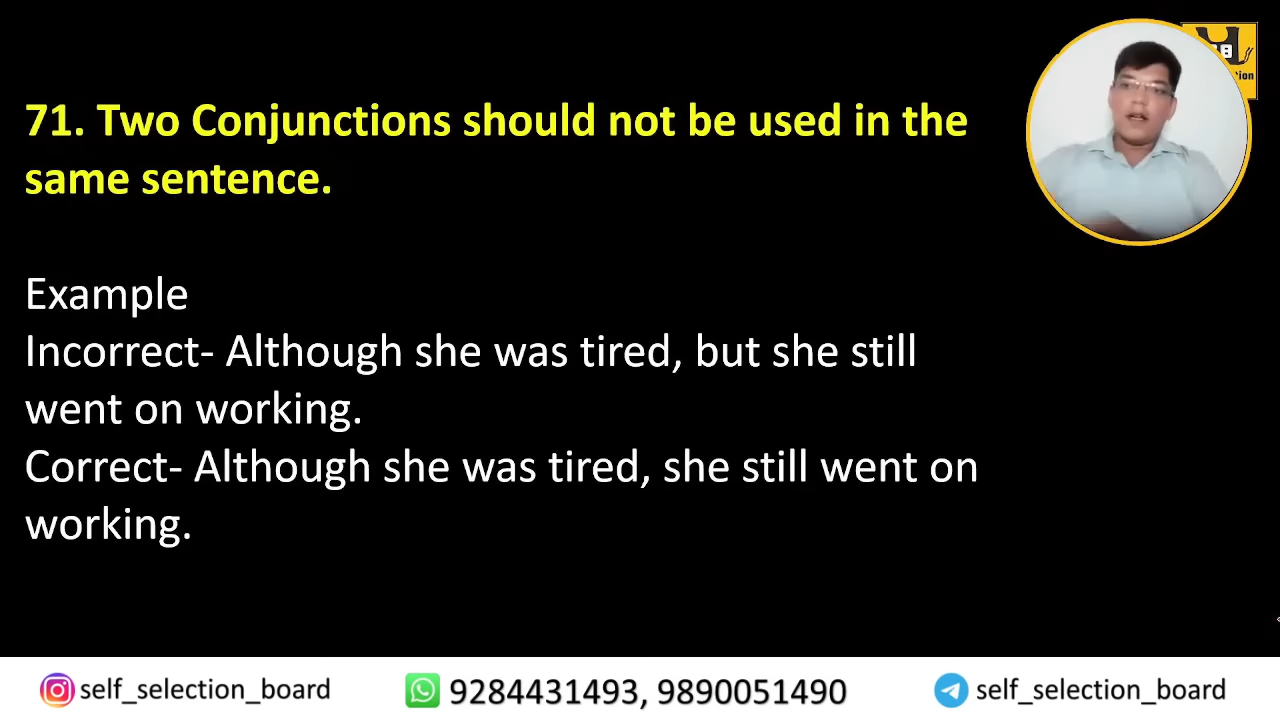 71. Two Conjunctions should not be used in the
same sentence.
Example
Incorrect- Although she was tired, but she still
went on working.
Correct- Although she was tired, she still went on
working.
self_selection_board
9284431493, 9890051490
self_selection_board